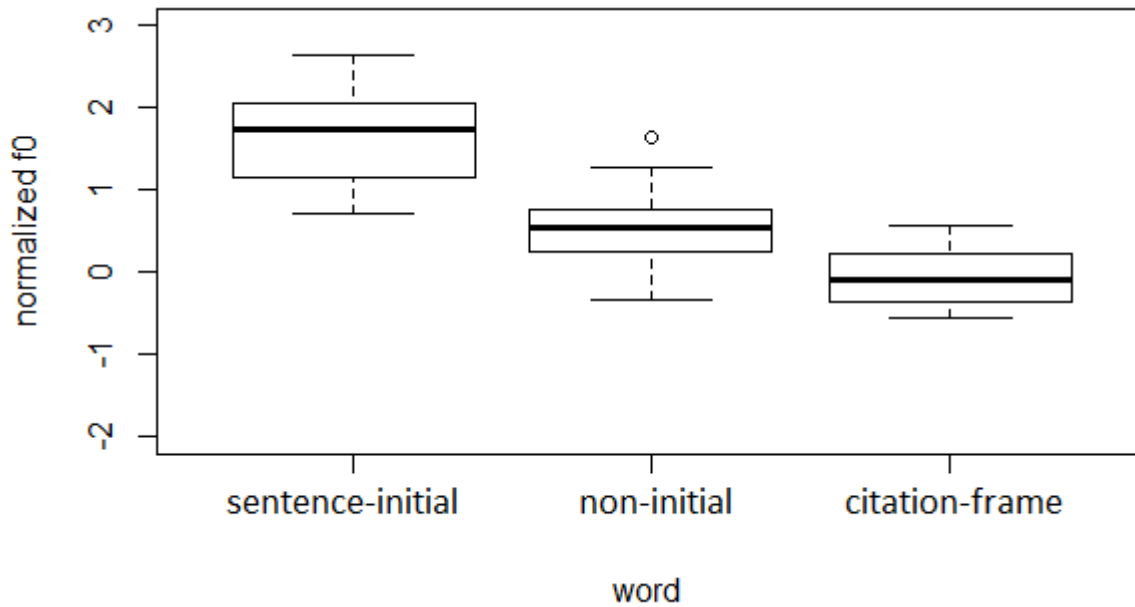 normalized f0
3
2
1
0
-1
-2
sentence-initial non-initial citation-frame
word